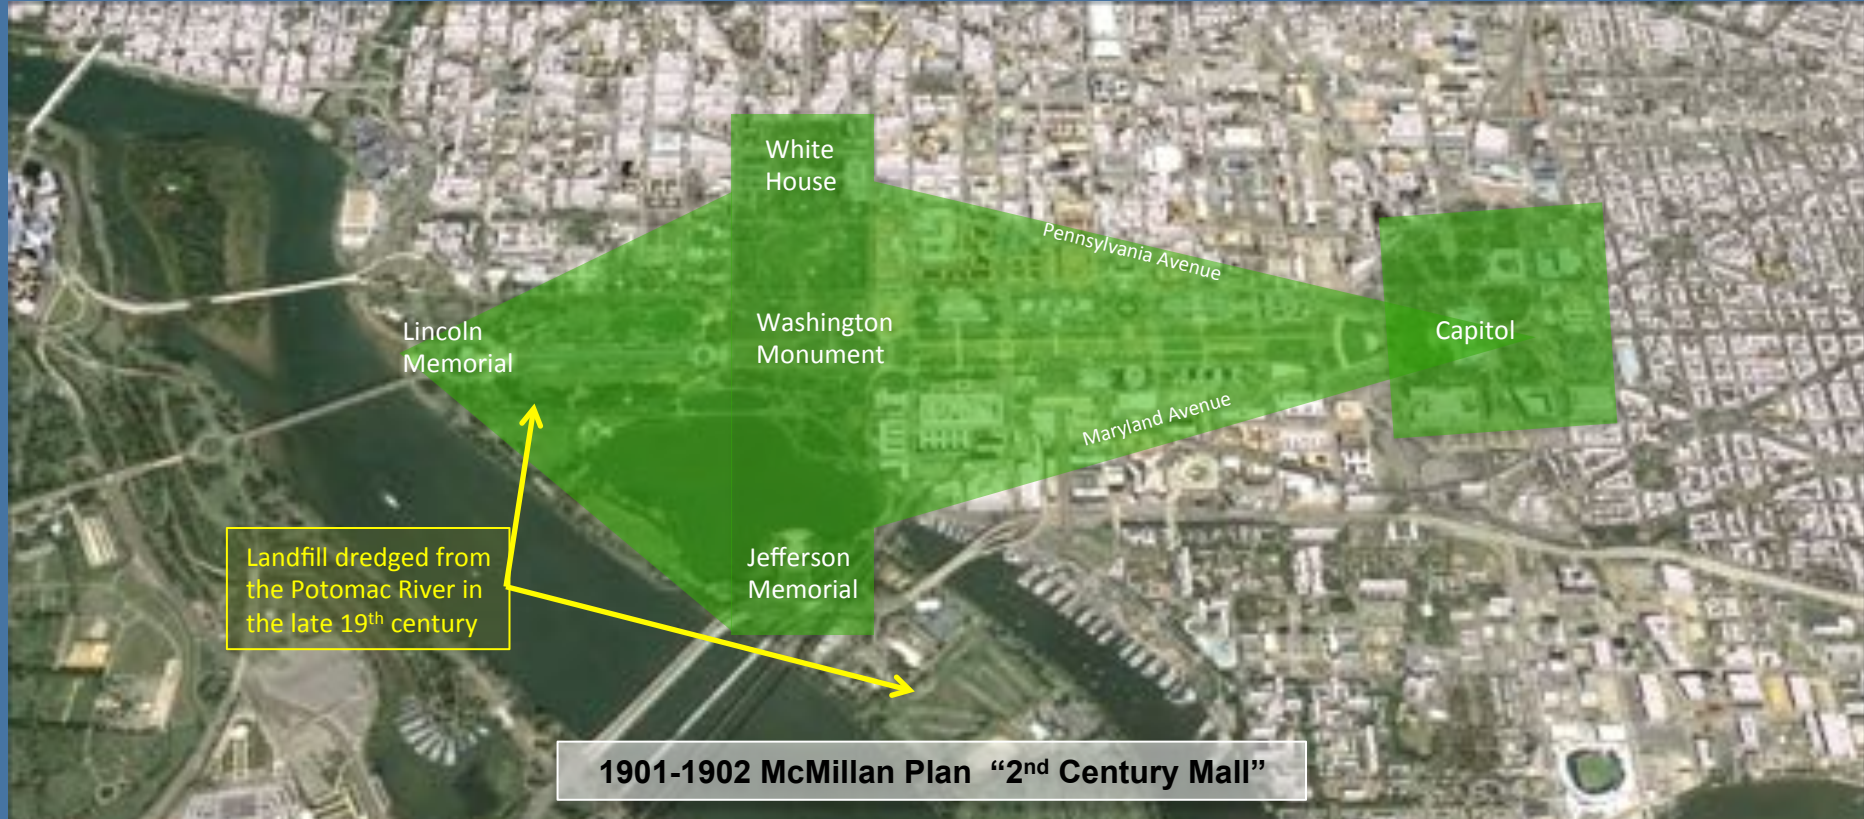 White
House
Pennsylvania Avenue
Lincoln
Memorial
Washington
Monument
Capitol
Maryland Avenue
Landfill dredged from
the Potomac River in
the late 19th century
Jefferson
Memorial
1901-1902 McMillan Plan “2nd Century Mall”